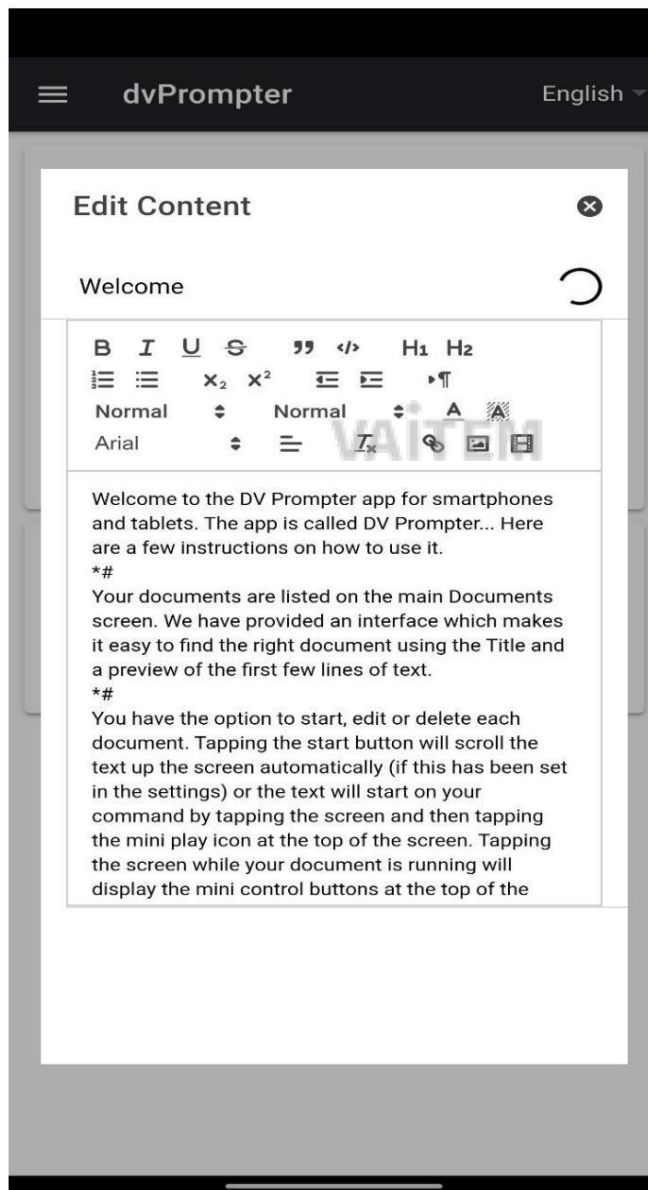 dvPrompter English
Edit Content
Welcome
B I U S ” </> H1 H2
X₂ X² ¶
Normal Normal A A
VAITEM
Arial Tx
Welcome to the DV Prompter app for smartphones
and tablets. The app is called DV Prompter... Here
are a few instructions on how to use it.
*#
Your documents are listed on the main Documents
screen. We have provided an interface which makes
it easy to find the right document using the Title and
a preview of the first few lines of text.
*#
You have the option to start, edit or delete each
document. Tapping the start button will scroll the
text up the screen automatically (if this has been set
in the settings) or the text will start on your
command by tapping the screen and then tapping
the mini play icon at the top of the screen. Tapping
the screen while your document is running will
display the mini control buttons at the top of the